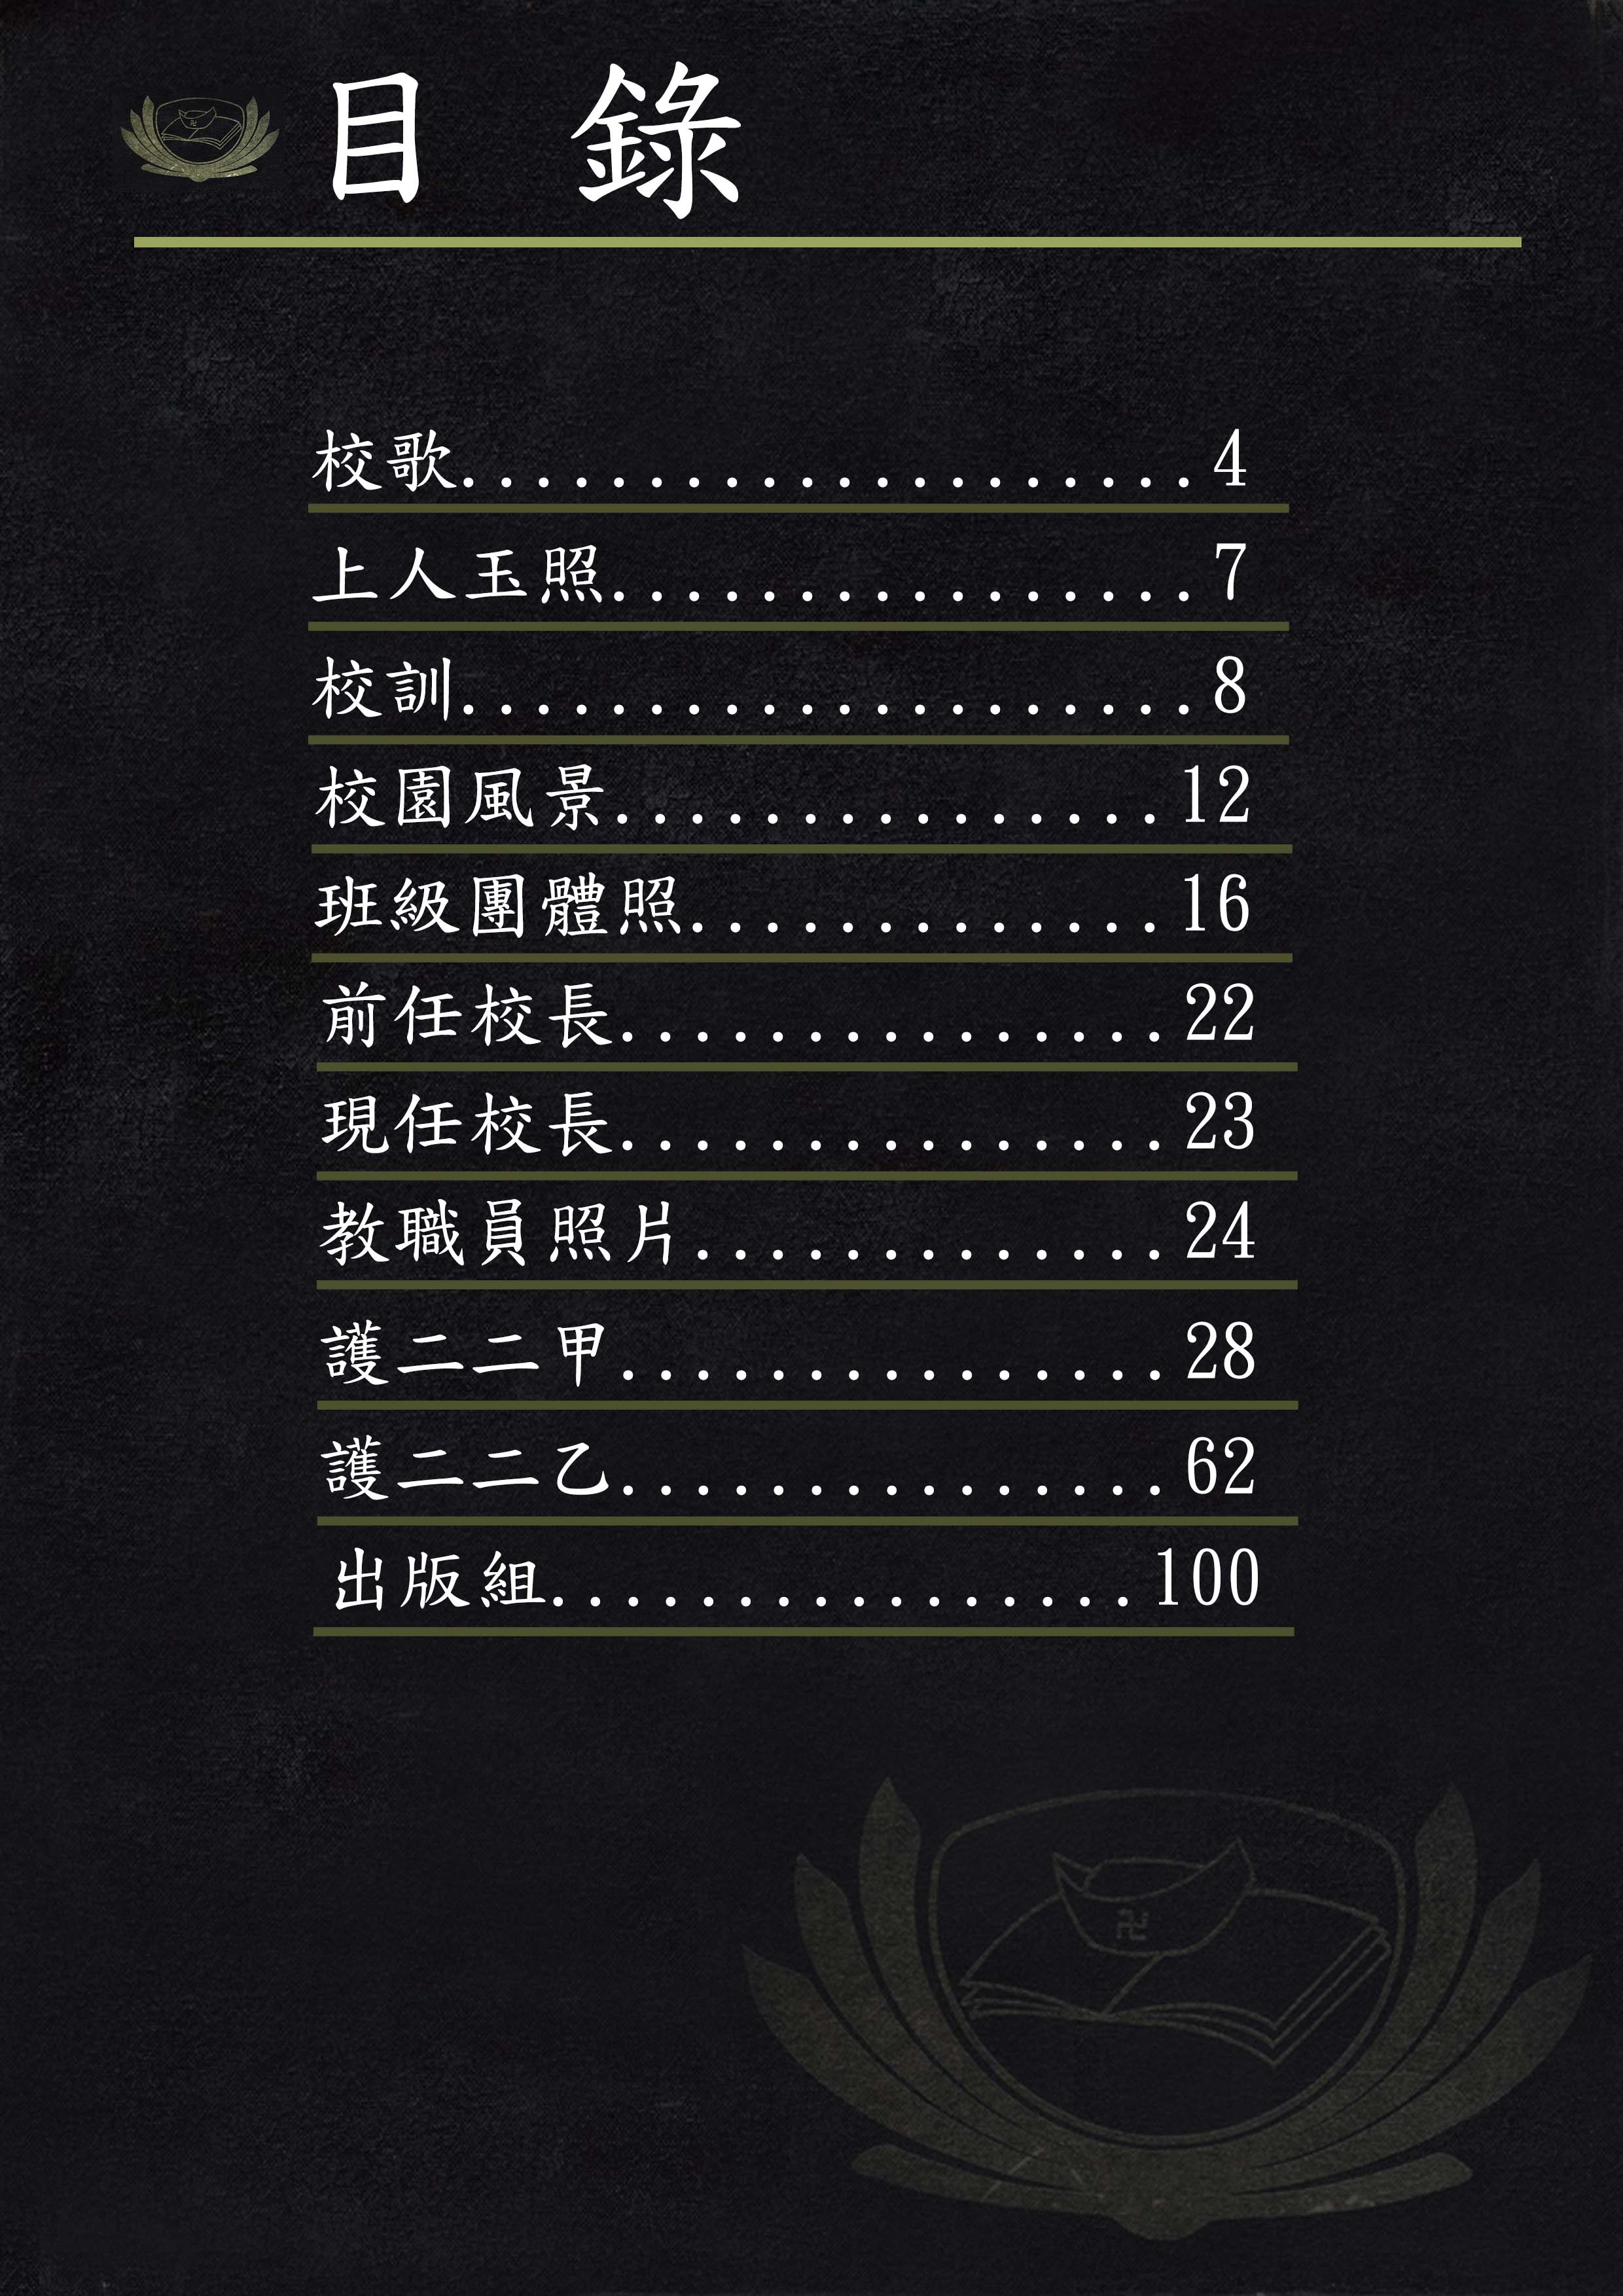 目 錄
校歌....................4
上人玉照................7
校訓....................8
校園風景...............12
班級團體照.............16
前任校長...............22
現任校長...............23
教職員照片.............24
護二二甲...............28
護二二乙...............62
出版組................100
卍